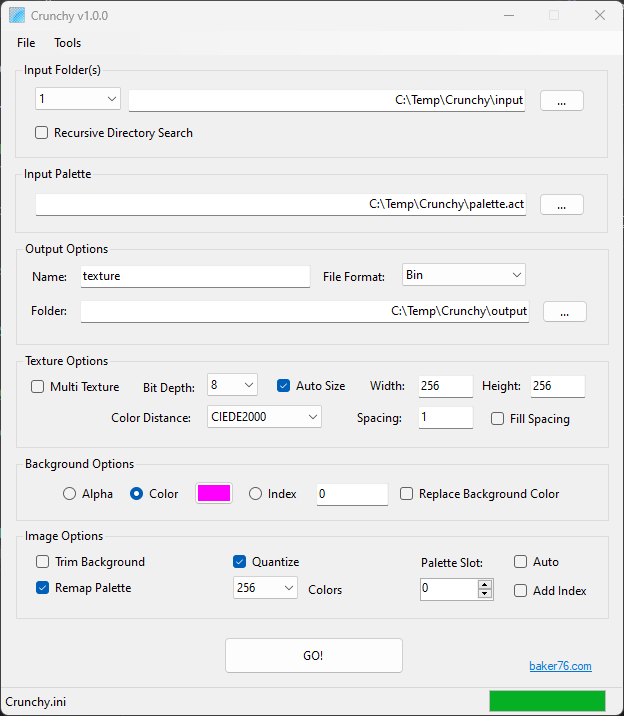 Crunchy v1.0.0
File Tools
Input Folder(s)
1 C:\Temp\Crunchy\input ...
Recursive Directory Search
Input Palette
C:\Temp\Crunchy\palette.act ...
Output Options
Name: texture File Format: Bin
Folder: C:\Temp\Crunchy\output ...
Texture Options
Multi Texture Bit Depth: 8 Auto Size Width: 256 Height: 256
Color Distance: CIEDE2000 Spacing: 1 Fill Spacing
Background Options
Alpha Color Index 0 Replace Background Color
Image Options
Trim Background Quantize Palette Slot: Auto
Remap Palette 256 Colors 0 Add Index
GO!
baker76.com
Crunchy.ini